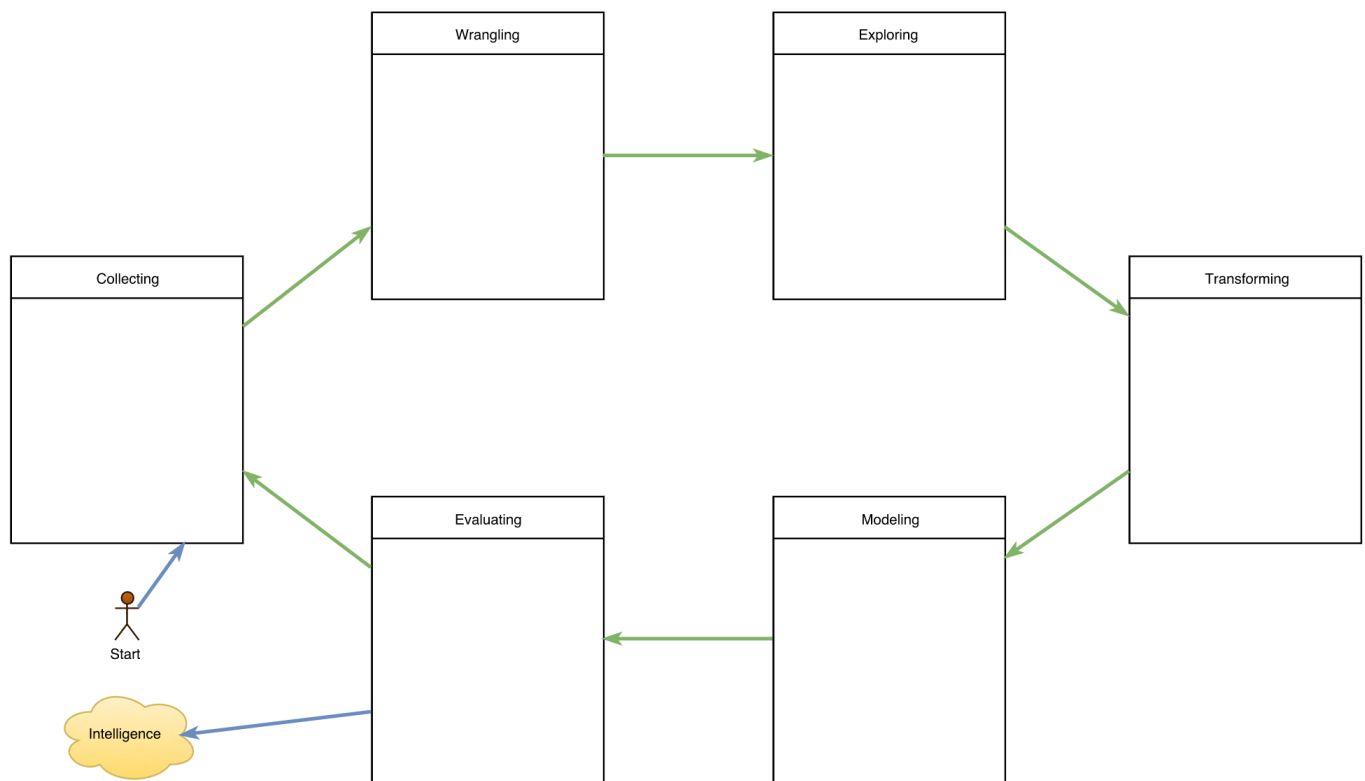 Wrangling
Exploring
Collecting
Transforming
Evaluating
Modeling
Start
Intelligence